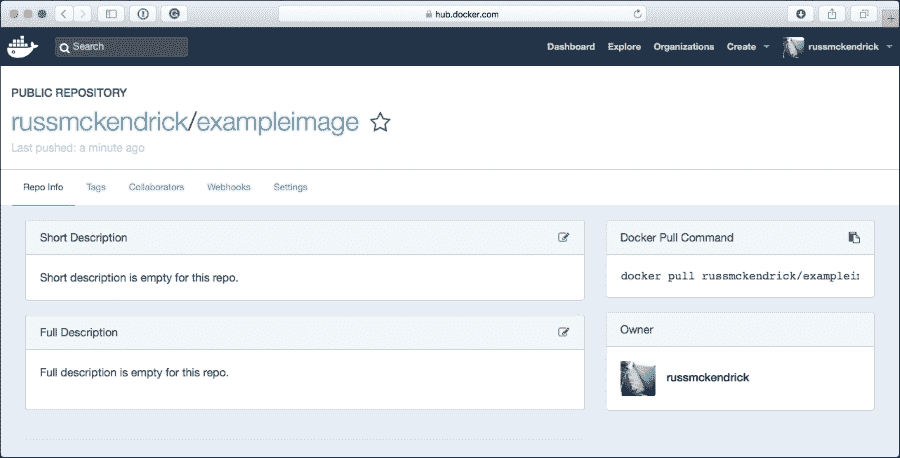 hub.docker.com
Search
Dashboard Explore Organizations Create russmckendrick
PUBLIC REPOSITORY
russmckendrick/exampleimage
Last pushed: a minute ago
Repo Info Tags Collaborators Webhooks Settings
Short Description
Short description is empty for this repo.
Full Description
Full description is empty for this repo.
Docker Pull Command
docker pull russmckendrick/examplei
Owner
russmckendrick